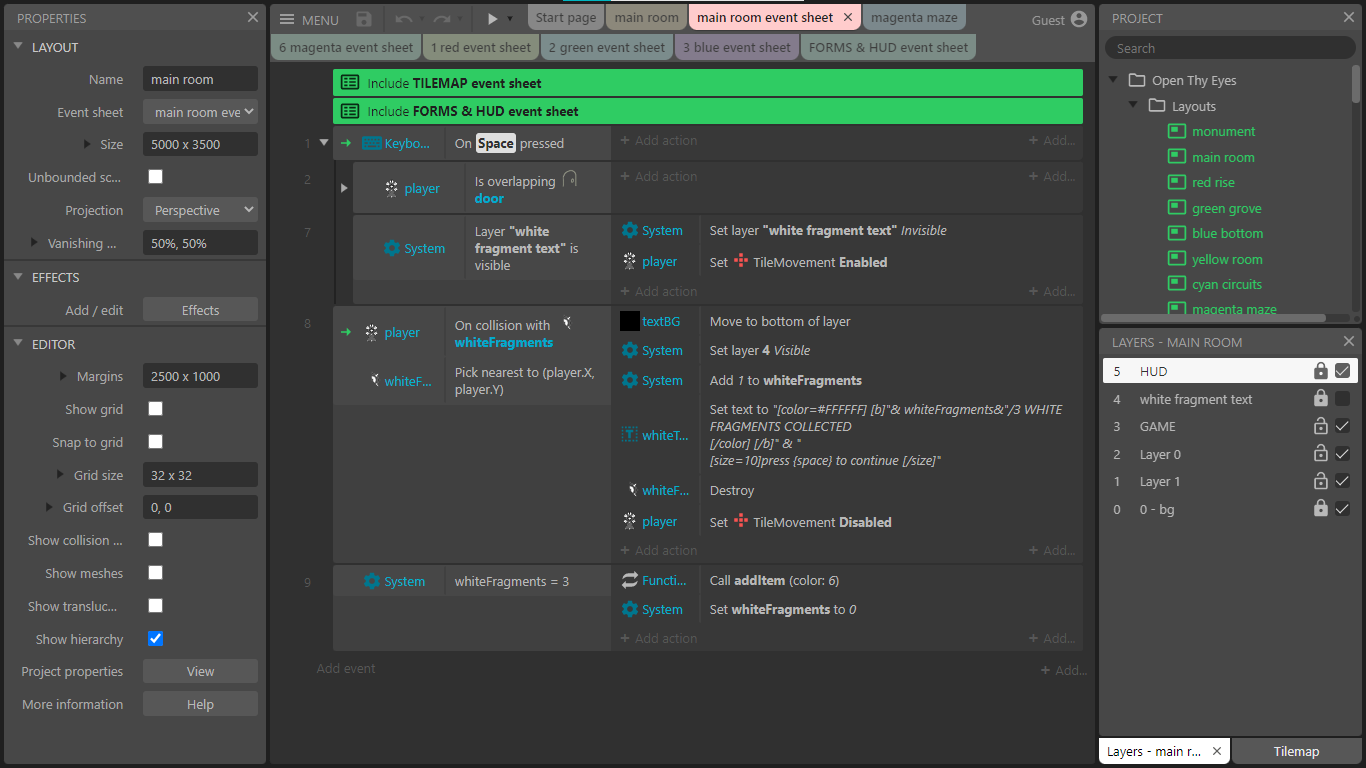 PROPERTIES
LAYOUT
Name main room
Event sheet main room eve
Size 5000 x 3500
Unbounded sc...
Projection Perspective
Vanishing ... 50%, 50%
EFFECTS
Add / edit Effects
EDITOR
Margins 2500 x 1000
Show grid
Snap to grid
Grid size 32 x 32
Grid offset 0, 0
Show collision ...
Show meshes
Show transluc...
Show hierarchy
Project properties View
More information Help
MENU
Start page
main room
main room event sheet
magenta maze
Guest
6 magenta event sheet
1 red event sheet
2 green event sheet
3 blue event sheet
FORMS & HUD event sheet
Include TILEMAP event sheet
Include FORMS & HUD event sheet
1 Keybo... On Space pressed + Add action + Add...
2 player Is overlapping
door
+ Add action + Add...
7 System Layer "white
fragment text" is
visible
System Set layer "white fragment text" Invisible
player Set TileMovement Enabled
+ Add action + Add...
8 player On collision with
whiteFragments
whiteF... Pick nearest to (player.X,
player.Y)
textBG Move to bottom of layer
System Set layer 4 Visible
System Add 1 to whiteFragments
whiteT... Set text to "[color=#FFFFFF] [b]"& whiteFragments&"/3 WHITE
FRAGMENTS COLLECTED
[/color] [/b]" & "
[size=10]press {space} to continue [/size]"
whiteF... Destroy
player Set TileMovement Disabled
+ Add action + Add...
9 System whiteFragments = 3
Functi... Call addItem (color: 6)
System Set whiteFragments to 0
+ Add action + Add...
Add event + Add...
PROJECT
Search
Open Thy Eyes
Layouts
monument
main room
red rise
green grove
blue bottom
yellow room
cyan circuits
magenta maze
LAYERS - MAIN ROOM
5 HUD
4 white fragment text
3 GAME
2 Layer 0
1 Layer 1
0 0 - bg
Layers - main r...
Tilemap